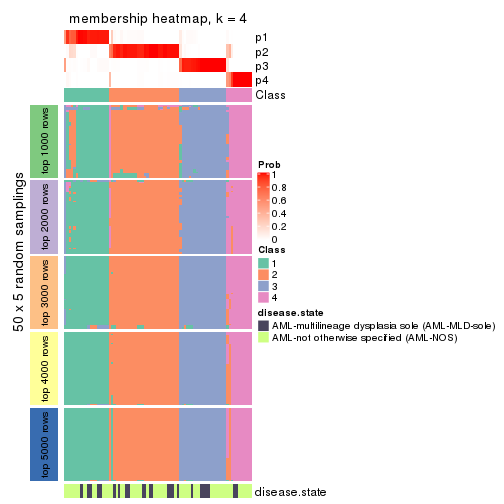 membership heatmap, k = 4
p1
p2
p3
p4
Class
50 x 5 random samplings
top 1000 rows
top 2000 rows
top 3000 rows
top 4000 rows
top 5000 rows
Prob
1
0.8
0.6
0.4
0.2
0
Class
1
2
3
4
disease.state
AML-multilineage dysplasia sole (AML-MLD-sole)
AML-not otherwise specified (AML-NOS)
disease.state